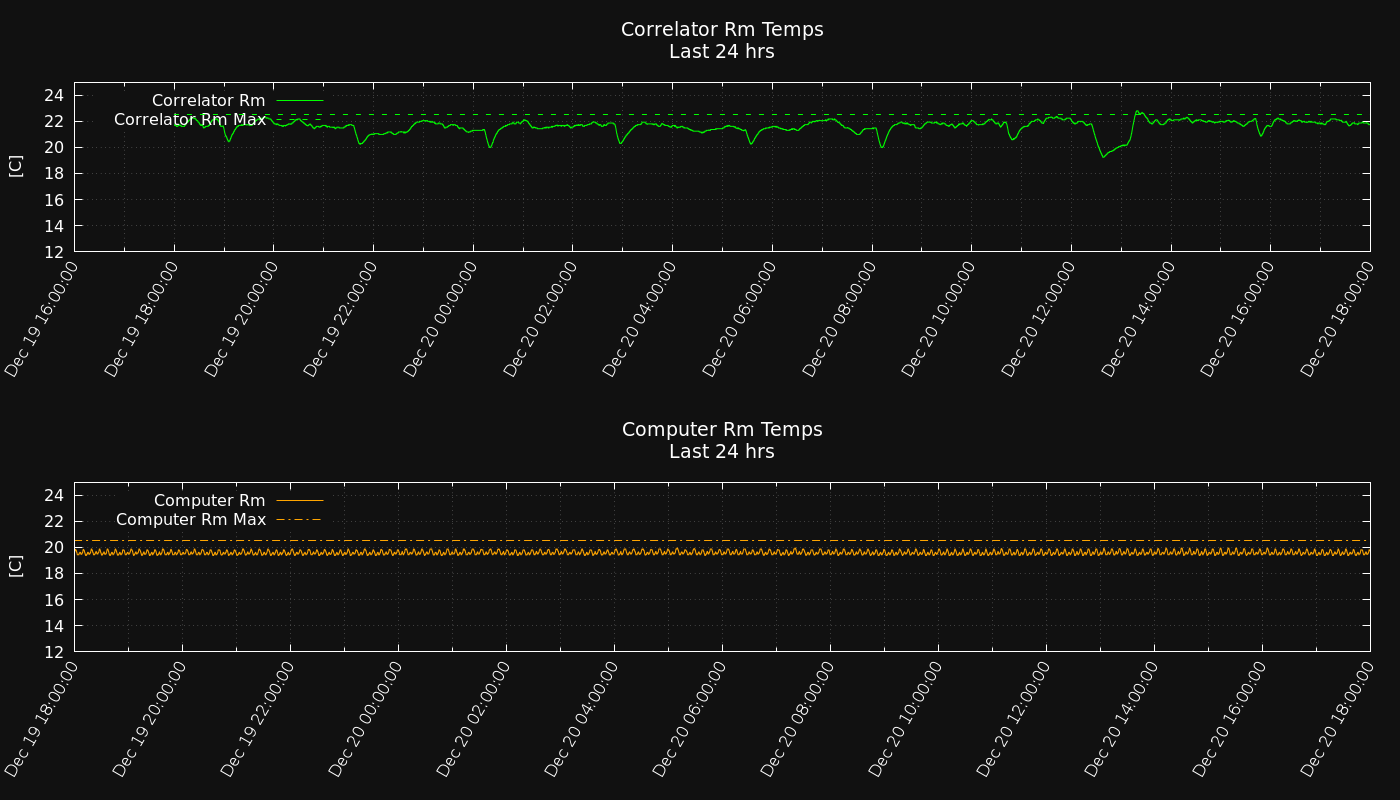 Correlator Rm Temps
Last 24 hrs
24
22
20
18
16
14
12
[C]
Correlator Rm
Correlator Rm Max
Dec 19 16:00:00
Dec 19 18:00:00
Dec 19 20:00:00
Dec 19 22:00:00
Dec 20 00:00:00
Dec 20 02:00:00
Dec 20 04:00:00
Dec 20 06:00:00
Dec 20 08:00:00
Dec 20 10:00:00
Dec 20 12:00:00
Dec 20 14:00:00
Dec 20 16:00:00
Dec 20 18:00:00
Computer Rm Temps
Last 24 hrs
24
22
20
18
16
14
12
[C]
Computer Rm
Computer Rm Max
Dec 19 18:00:00
Dec 19 20:00:00
Dec 19 22:00:00
Dec 20 00:00:00
Dec 20 02:00:00
Dec 20 04:00:00
Dec 20 06:00:00
Dec 20 08:00:00
Dec 20 10:00:00
Dec 20 12:00:00
Dec 20 14:00:00
Dec 20 16:00:00
Dec 20 18:00:00